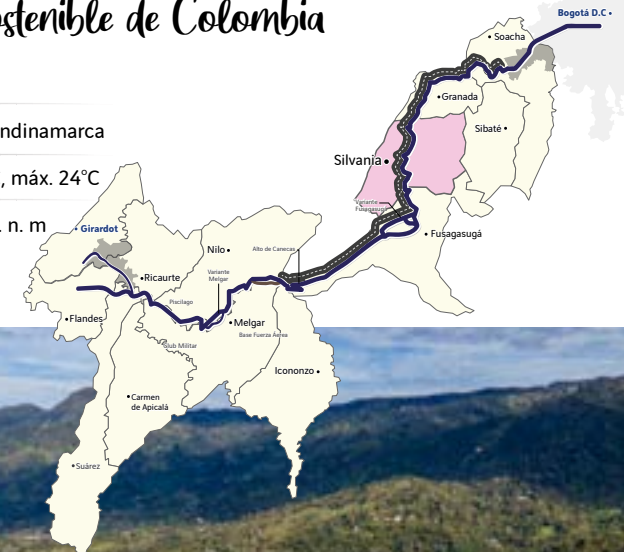 ostenible de Colombia
Bogotá D.C
Soacha
ndinamarca
Granada
Sibaté
Silvania
, máx. 24°C
Variante
Fusagasugá
. n. m
Girardot
Fusagasugá
Nilo
Alto de Canecas
Ricaurte
Variante
Melgar
Piscilago
Flandes
Melgar
Base Fuerza Aérea
Club Militar
Icononzo
Carmen
de Apicalá
Suárez